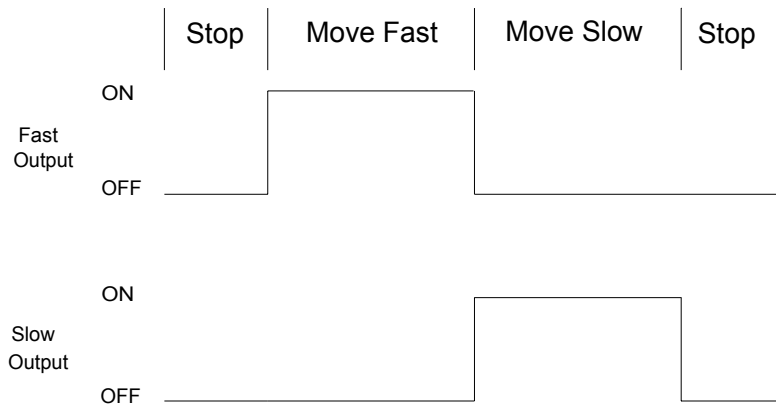 Stop Move Fast Move Slow Stop
ON
Fast
Output
OFF
ON
Slow
Output
OFF